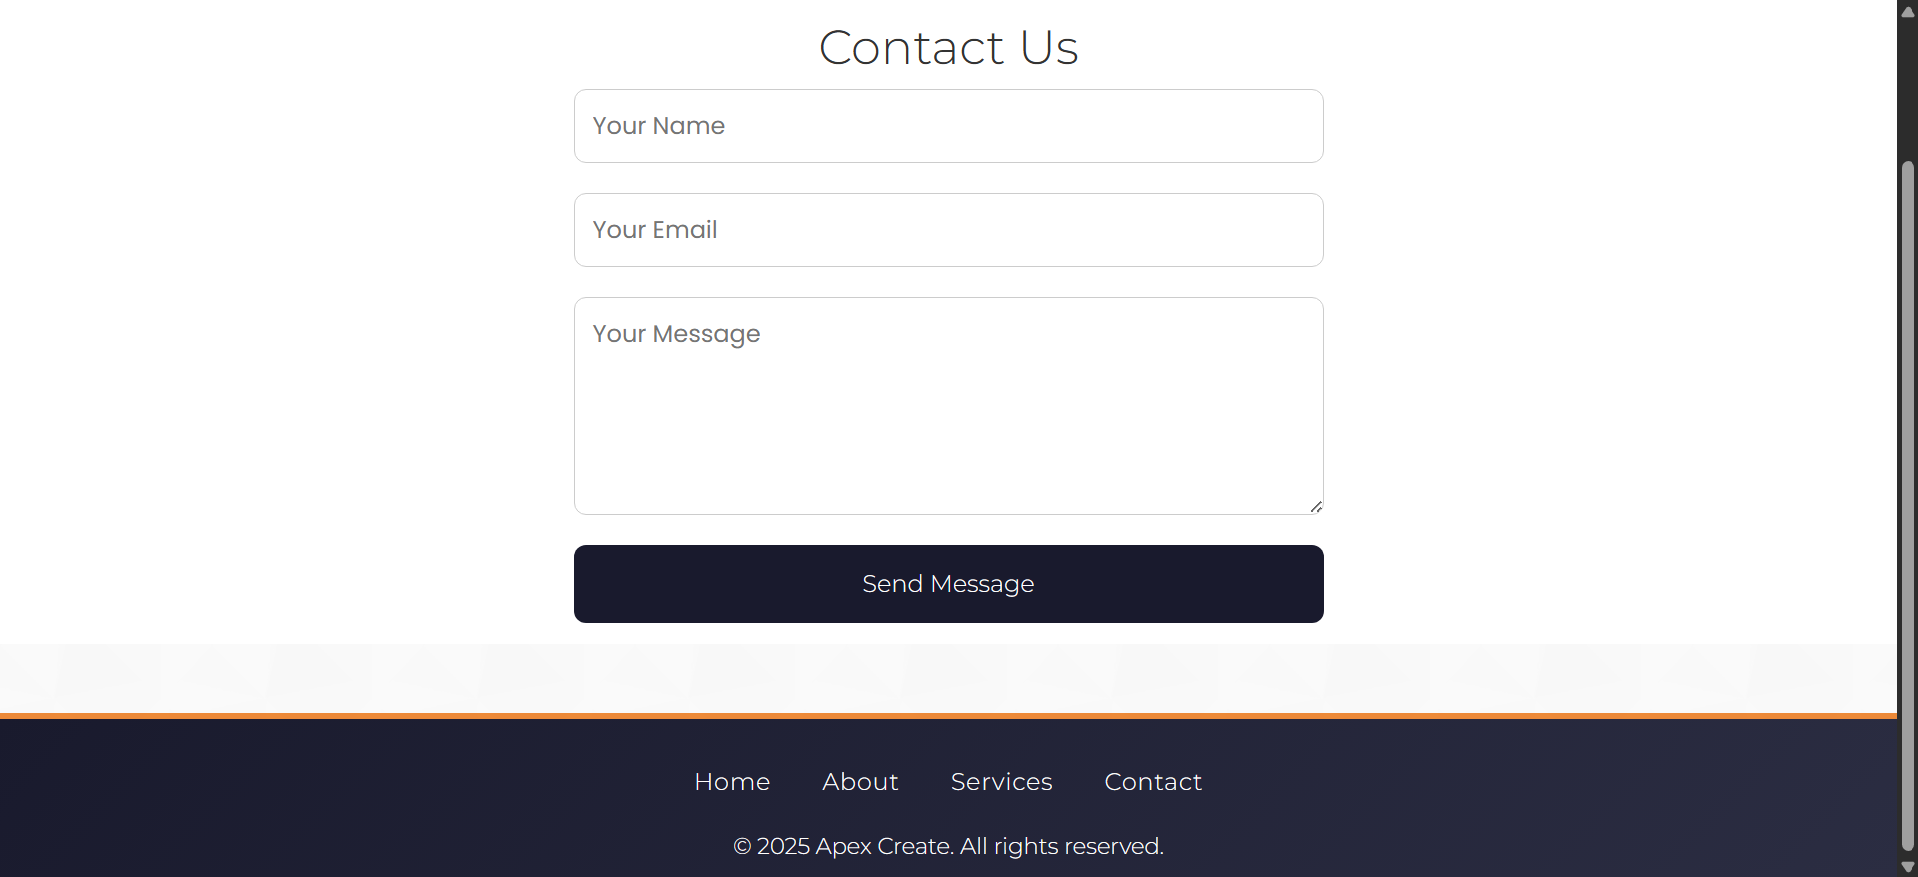 Contact Us
Your Name
Your Email
Your Message
Send Message
Home About Services Contact
© 2025 Apex Create. All rights reserved.